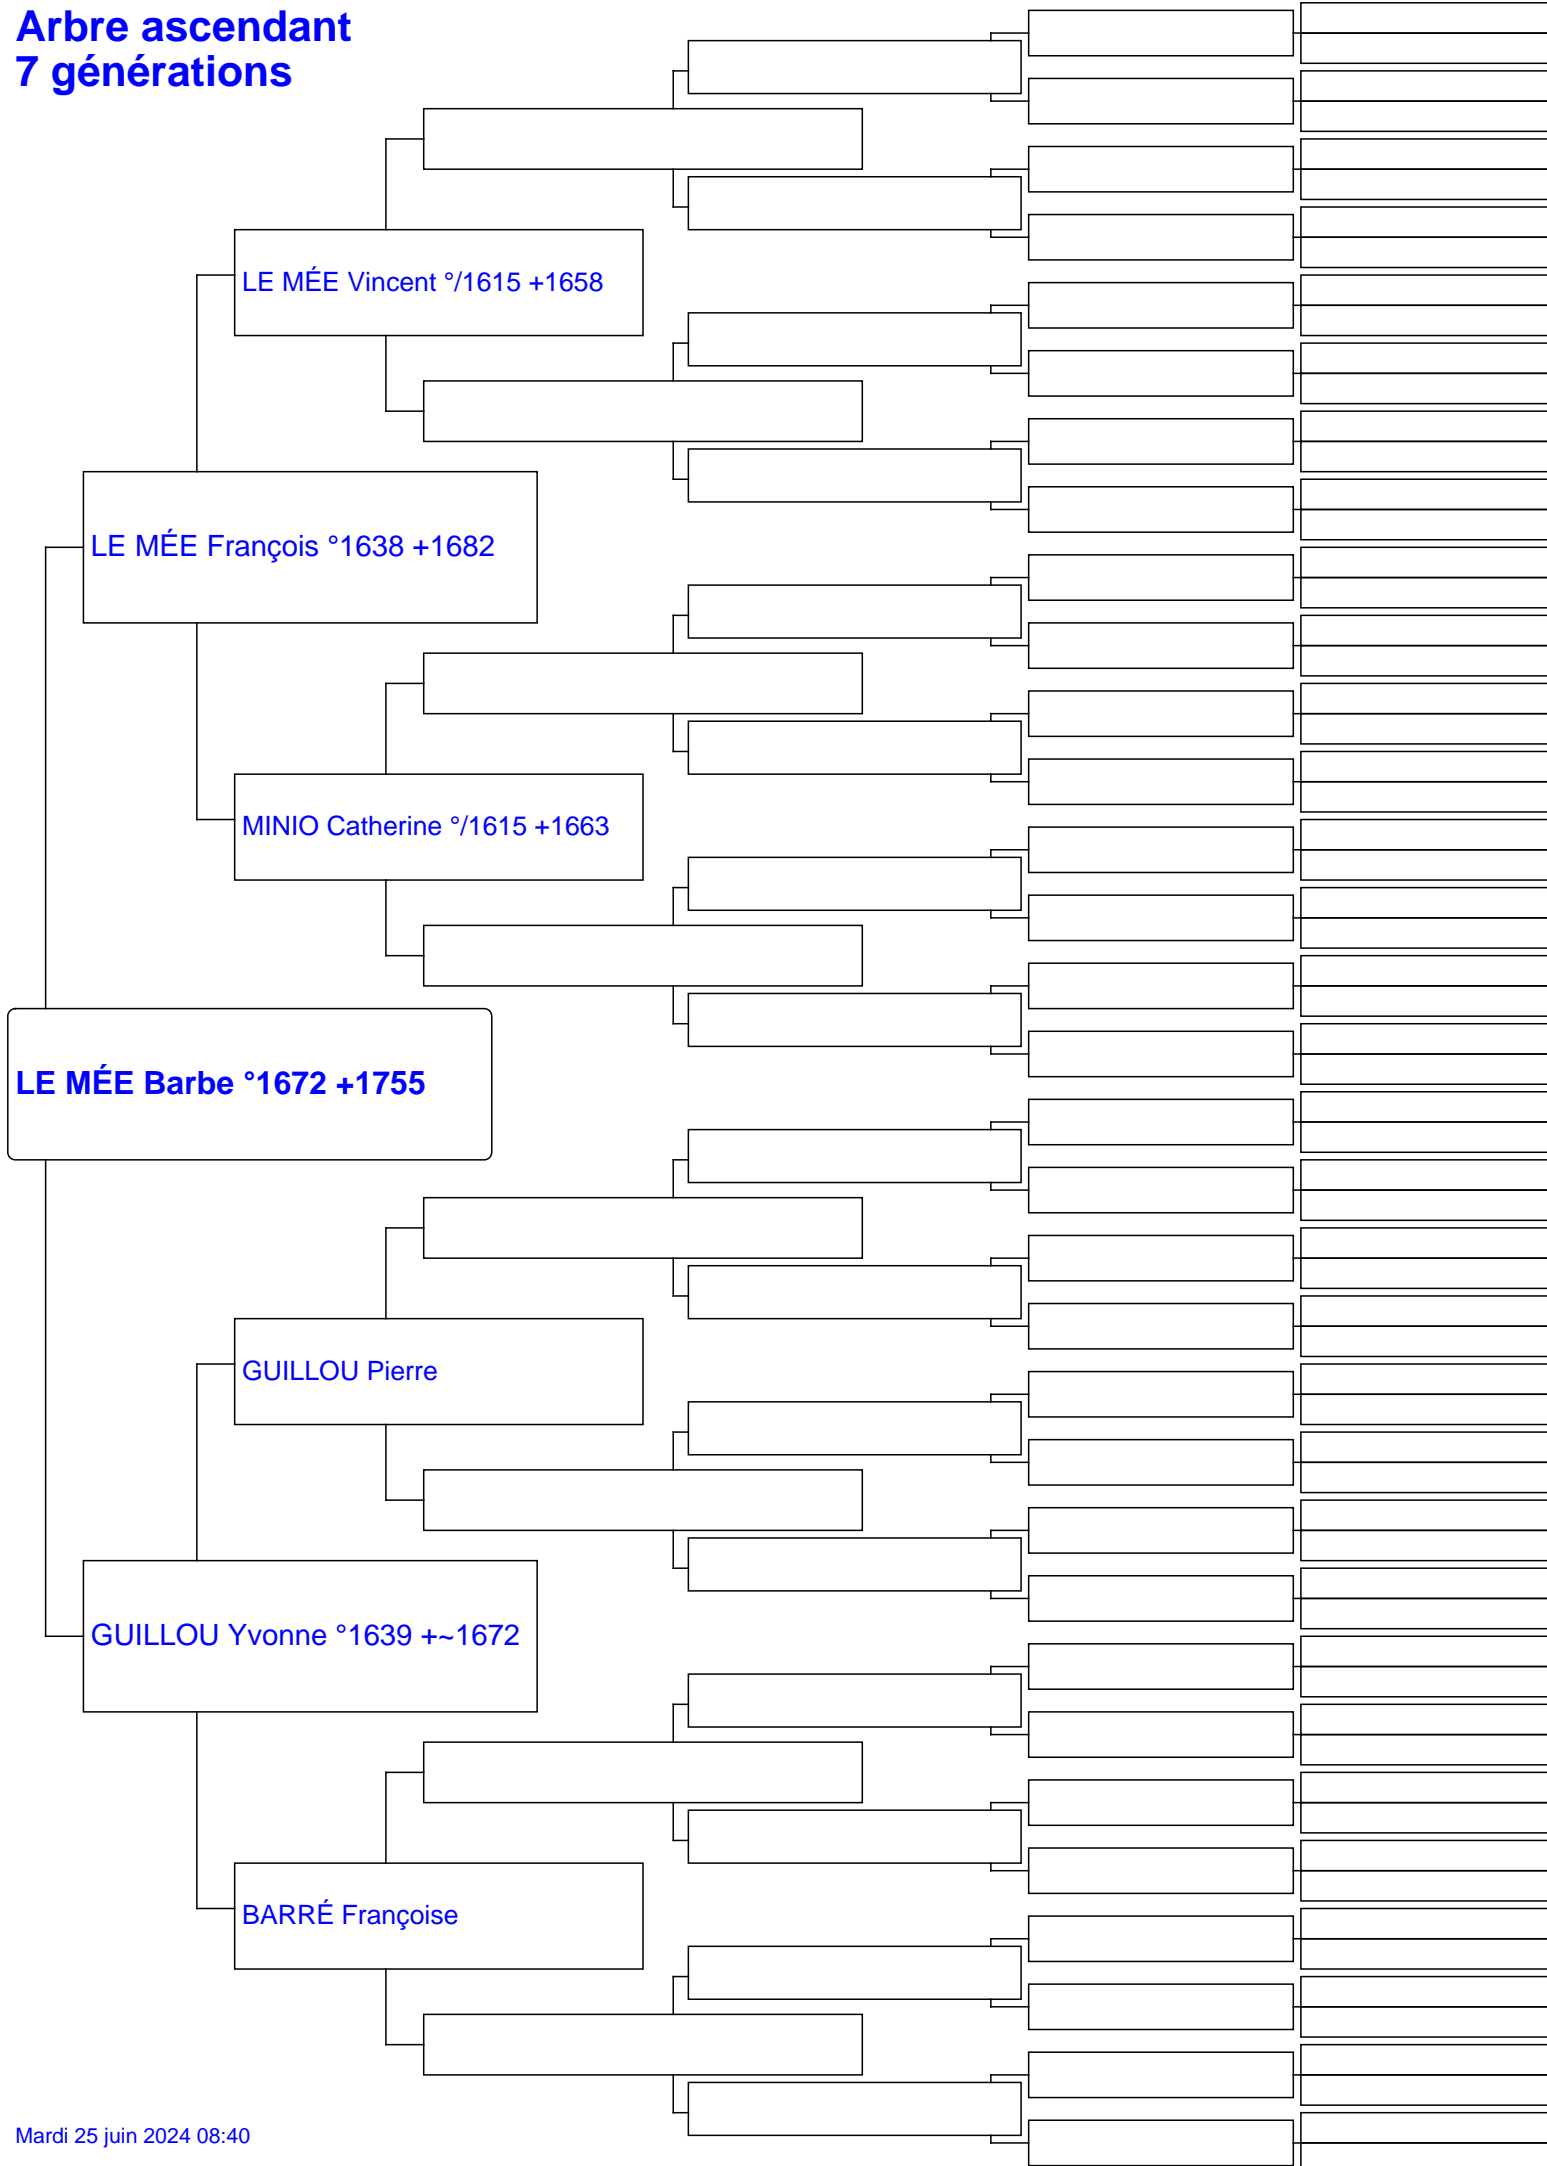 Arbre ascendant
7 générations
LE MÉE Vincent °/1615 +1658
LE MÉE François °1638 +1682
MINIO Catherine °/1615 +1663
LE MÉE Barbe °1672 +1755
GUILLOU Pierre
GUILLOU Yvonne °1639 +~1672
BARRÉ Françoise
Mardi 25 juin 2024 08:40